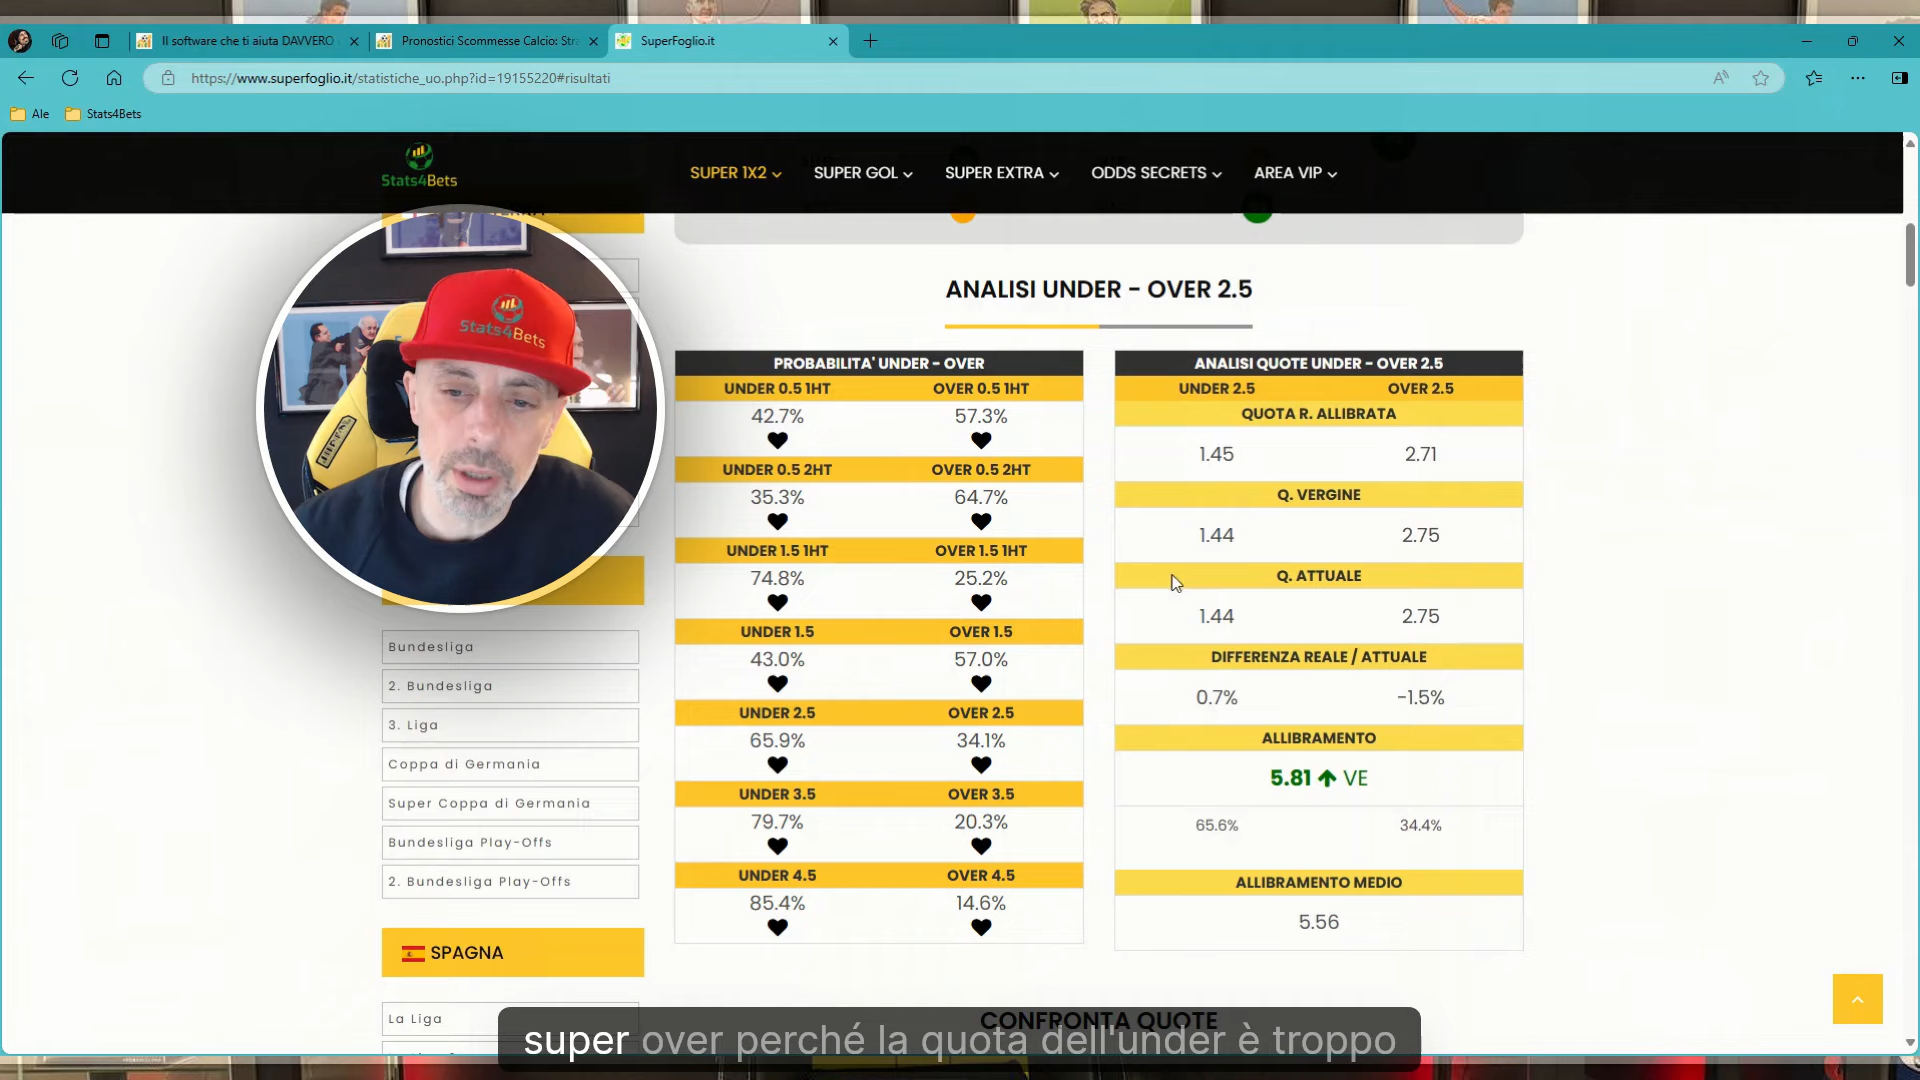 Il software che ti aiuta DAVVERO
Pronostici Scommesse Calcio: Str
SuperFoglio.it
https://www.superfoglio.it/statistiche_uo.php?id=19155220#risultati
Ale
Stats4Bets
Stats4Bets
SUPER 1X2
SUPER GOL
SUPER EXTRA
ODDS SECRETS
AREA VIP
Stats4Bets
ANALISI UNDER - OVER 2.5
PROBABILITA' UNDER - OVER
UNDER 0.5 1HT OVER 0.5 1HT
42.7% 57.3%
UNDER 0.5 2HT OVER 0.5 2HT
35.3% 64.7%
UNDER 1.5 1HT OVER 1.5 1HT
74.8% 25.2%
UNDER 1.5 OVER 1.5
43.0% 57.0%
UNDER 2.5 OVER 2.5
65.9% 34.1%
UNDER 3.5 OVER 3.5
79.7% 20.3%
UNDER 4.5 OVER 4.5
85.4% 14.6%
ANALISI QUOTE UNDER - OVER 2.5
UNDER 2.5 OVER 2.5
QUOTA R. ALLIBRATA
1.45 2.71
Q. VERGINE
1.44 2.75
Q. ATTUALE
1.44 2.75
DIFFERENZA REALE / ATTUALE
0.7% -1.5%
ALLIBRAMENTO
5.81 VE
65.6% 34.4%
ALLIBRAMENTO MEDIO
5.56
Bundesliga
2. Bundesliga
3. Liga
Coppa di Germania
Super Coppa di Germania
Bundesliga Play-Offs
2. Bundesliga Play-Offs
SPAGNA
La Liga
CONFRONTA QUOTE
super over perché la quota dell'under è troppo